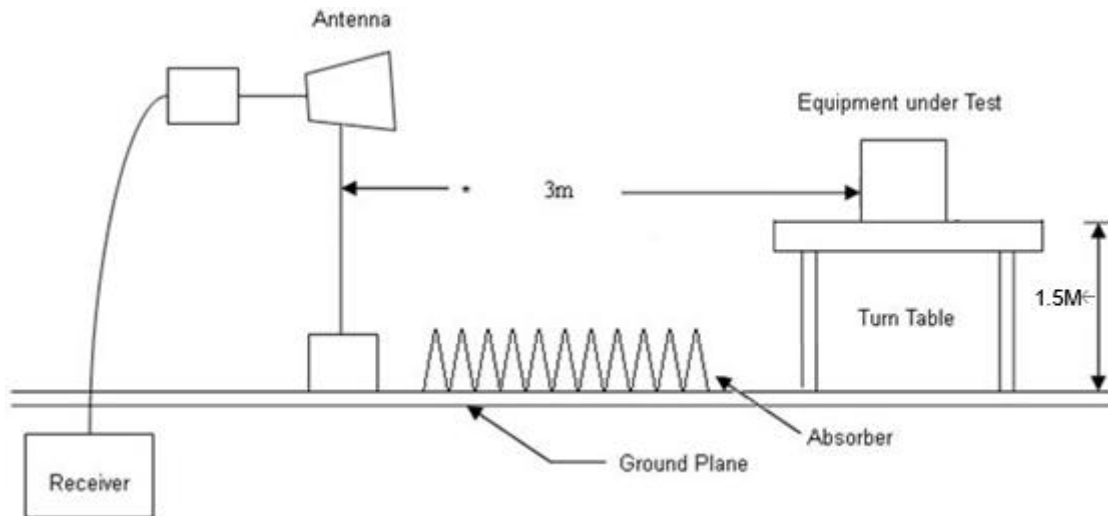 Antenna
Equipment under Test
* 3m
1.5M←
Turn Table
Absorber
Ground Plane
Receiver